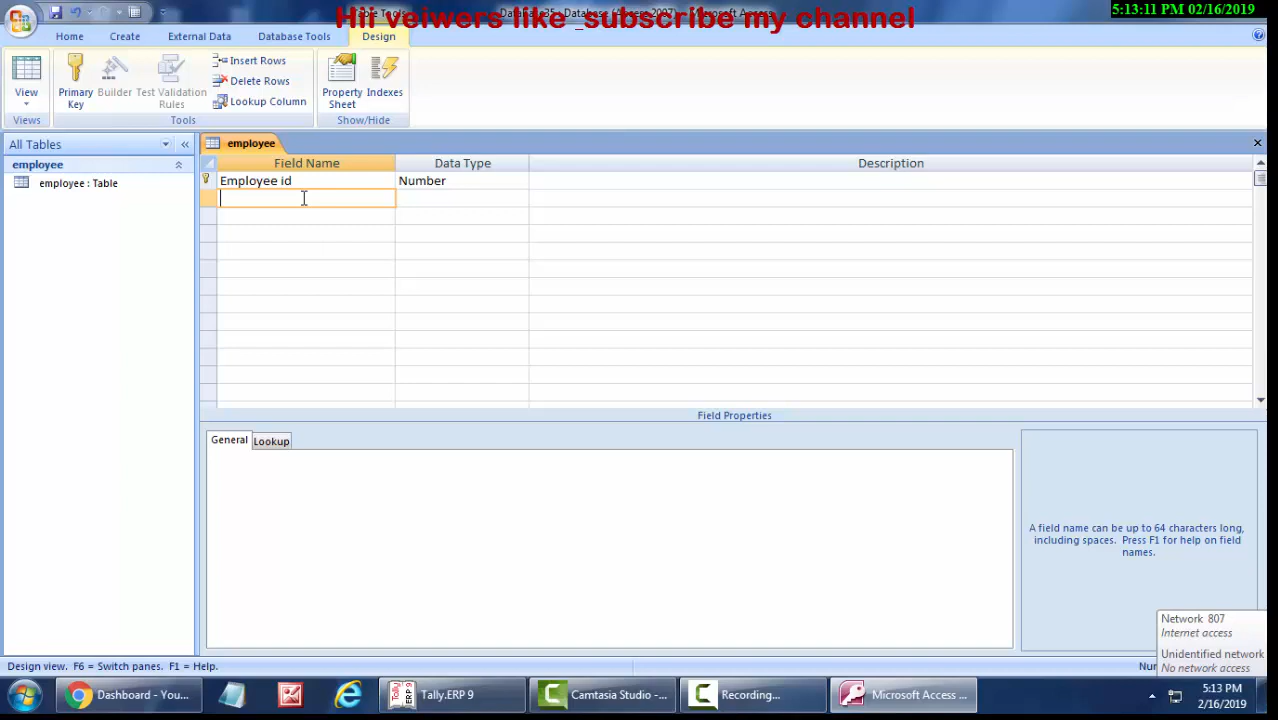 Hii veiwers like _subscribe my channel
5:13:11 PM 02/16/2019
Home Create External Data Database Tools Design
View
Views
Primary Key
Builder
Test Validation Rules
Insert Rows
Delete Rows
Lookup Column
Tools
Property Sheet
Indexes
Show/Hide
All Tables
employee
employee : Table
employee
Field Name Data Type Description
Employee id Number
Field Properties
General Lookup
A field name can be up to 64 characters long,
including spaces. Press F1 for help on field
names.
Network 807
Internet access
Unidentified network
No network access
Design view. F6 = Switch panes. F1 = Help.
Dashboard - You...
Tally.ERP 9
Camtasia Studio -...
Recording...
Microsoft Access ...
5:13 PM
2/16/2019